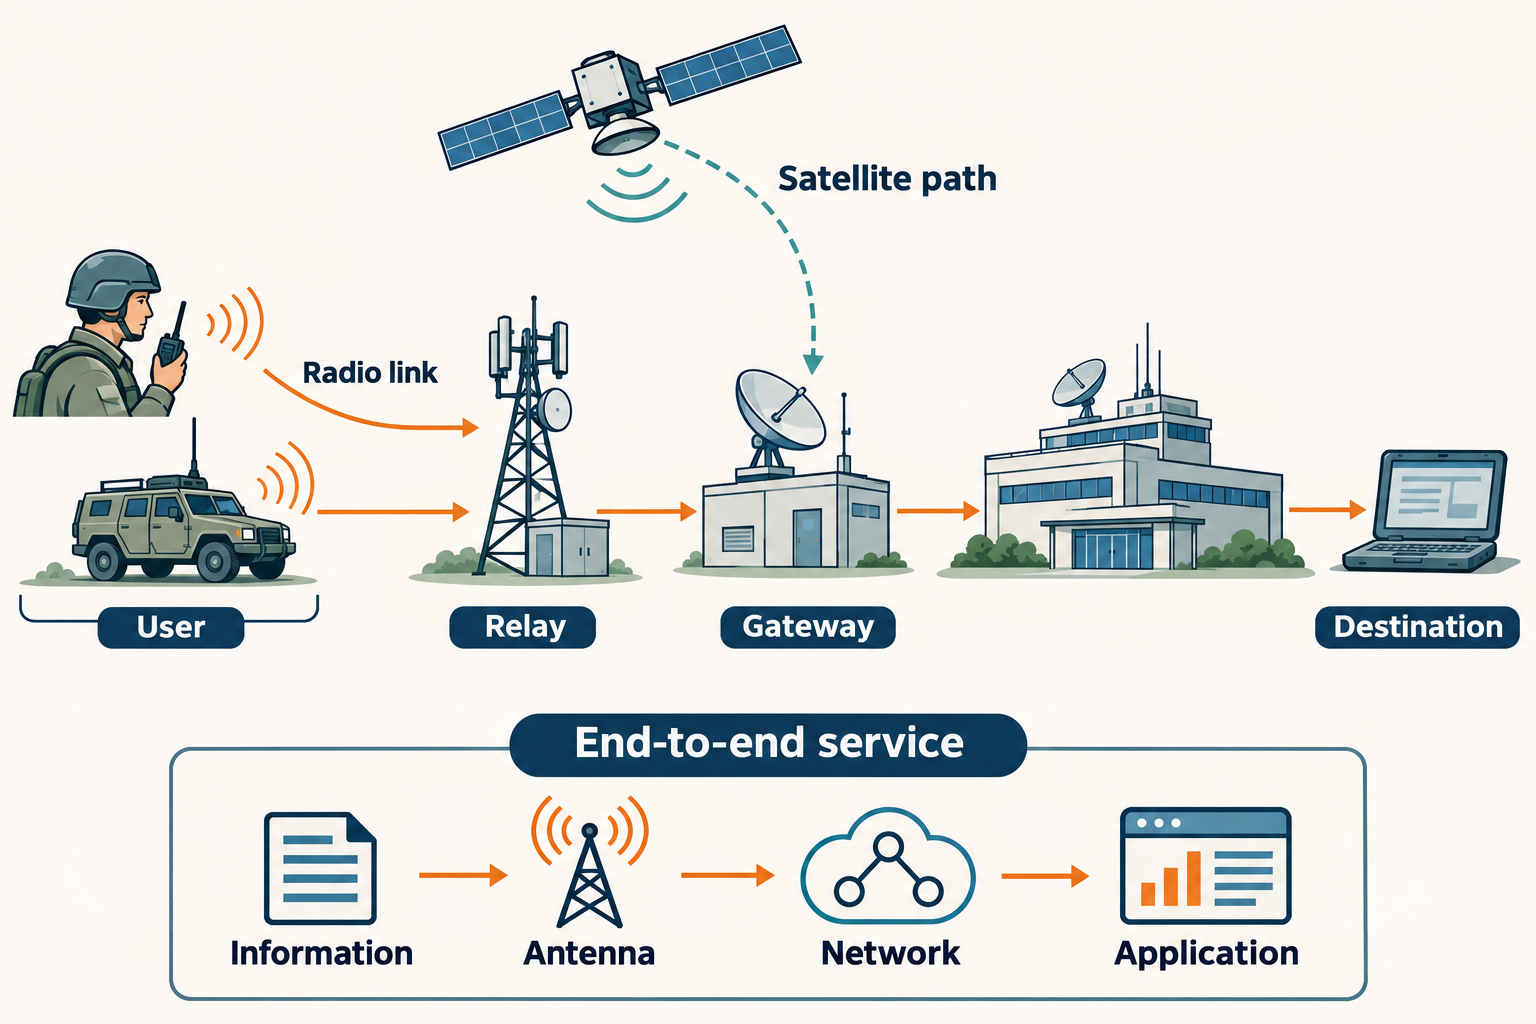 Satellite path
Radio link
User
Relay
Gateway
Destination
End-to-end service
Information
Antenna
Network
Application